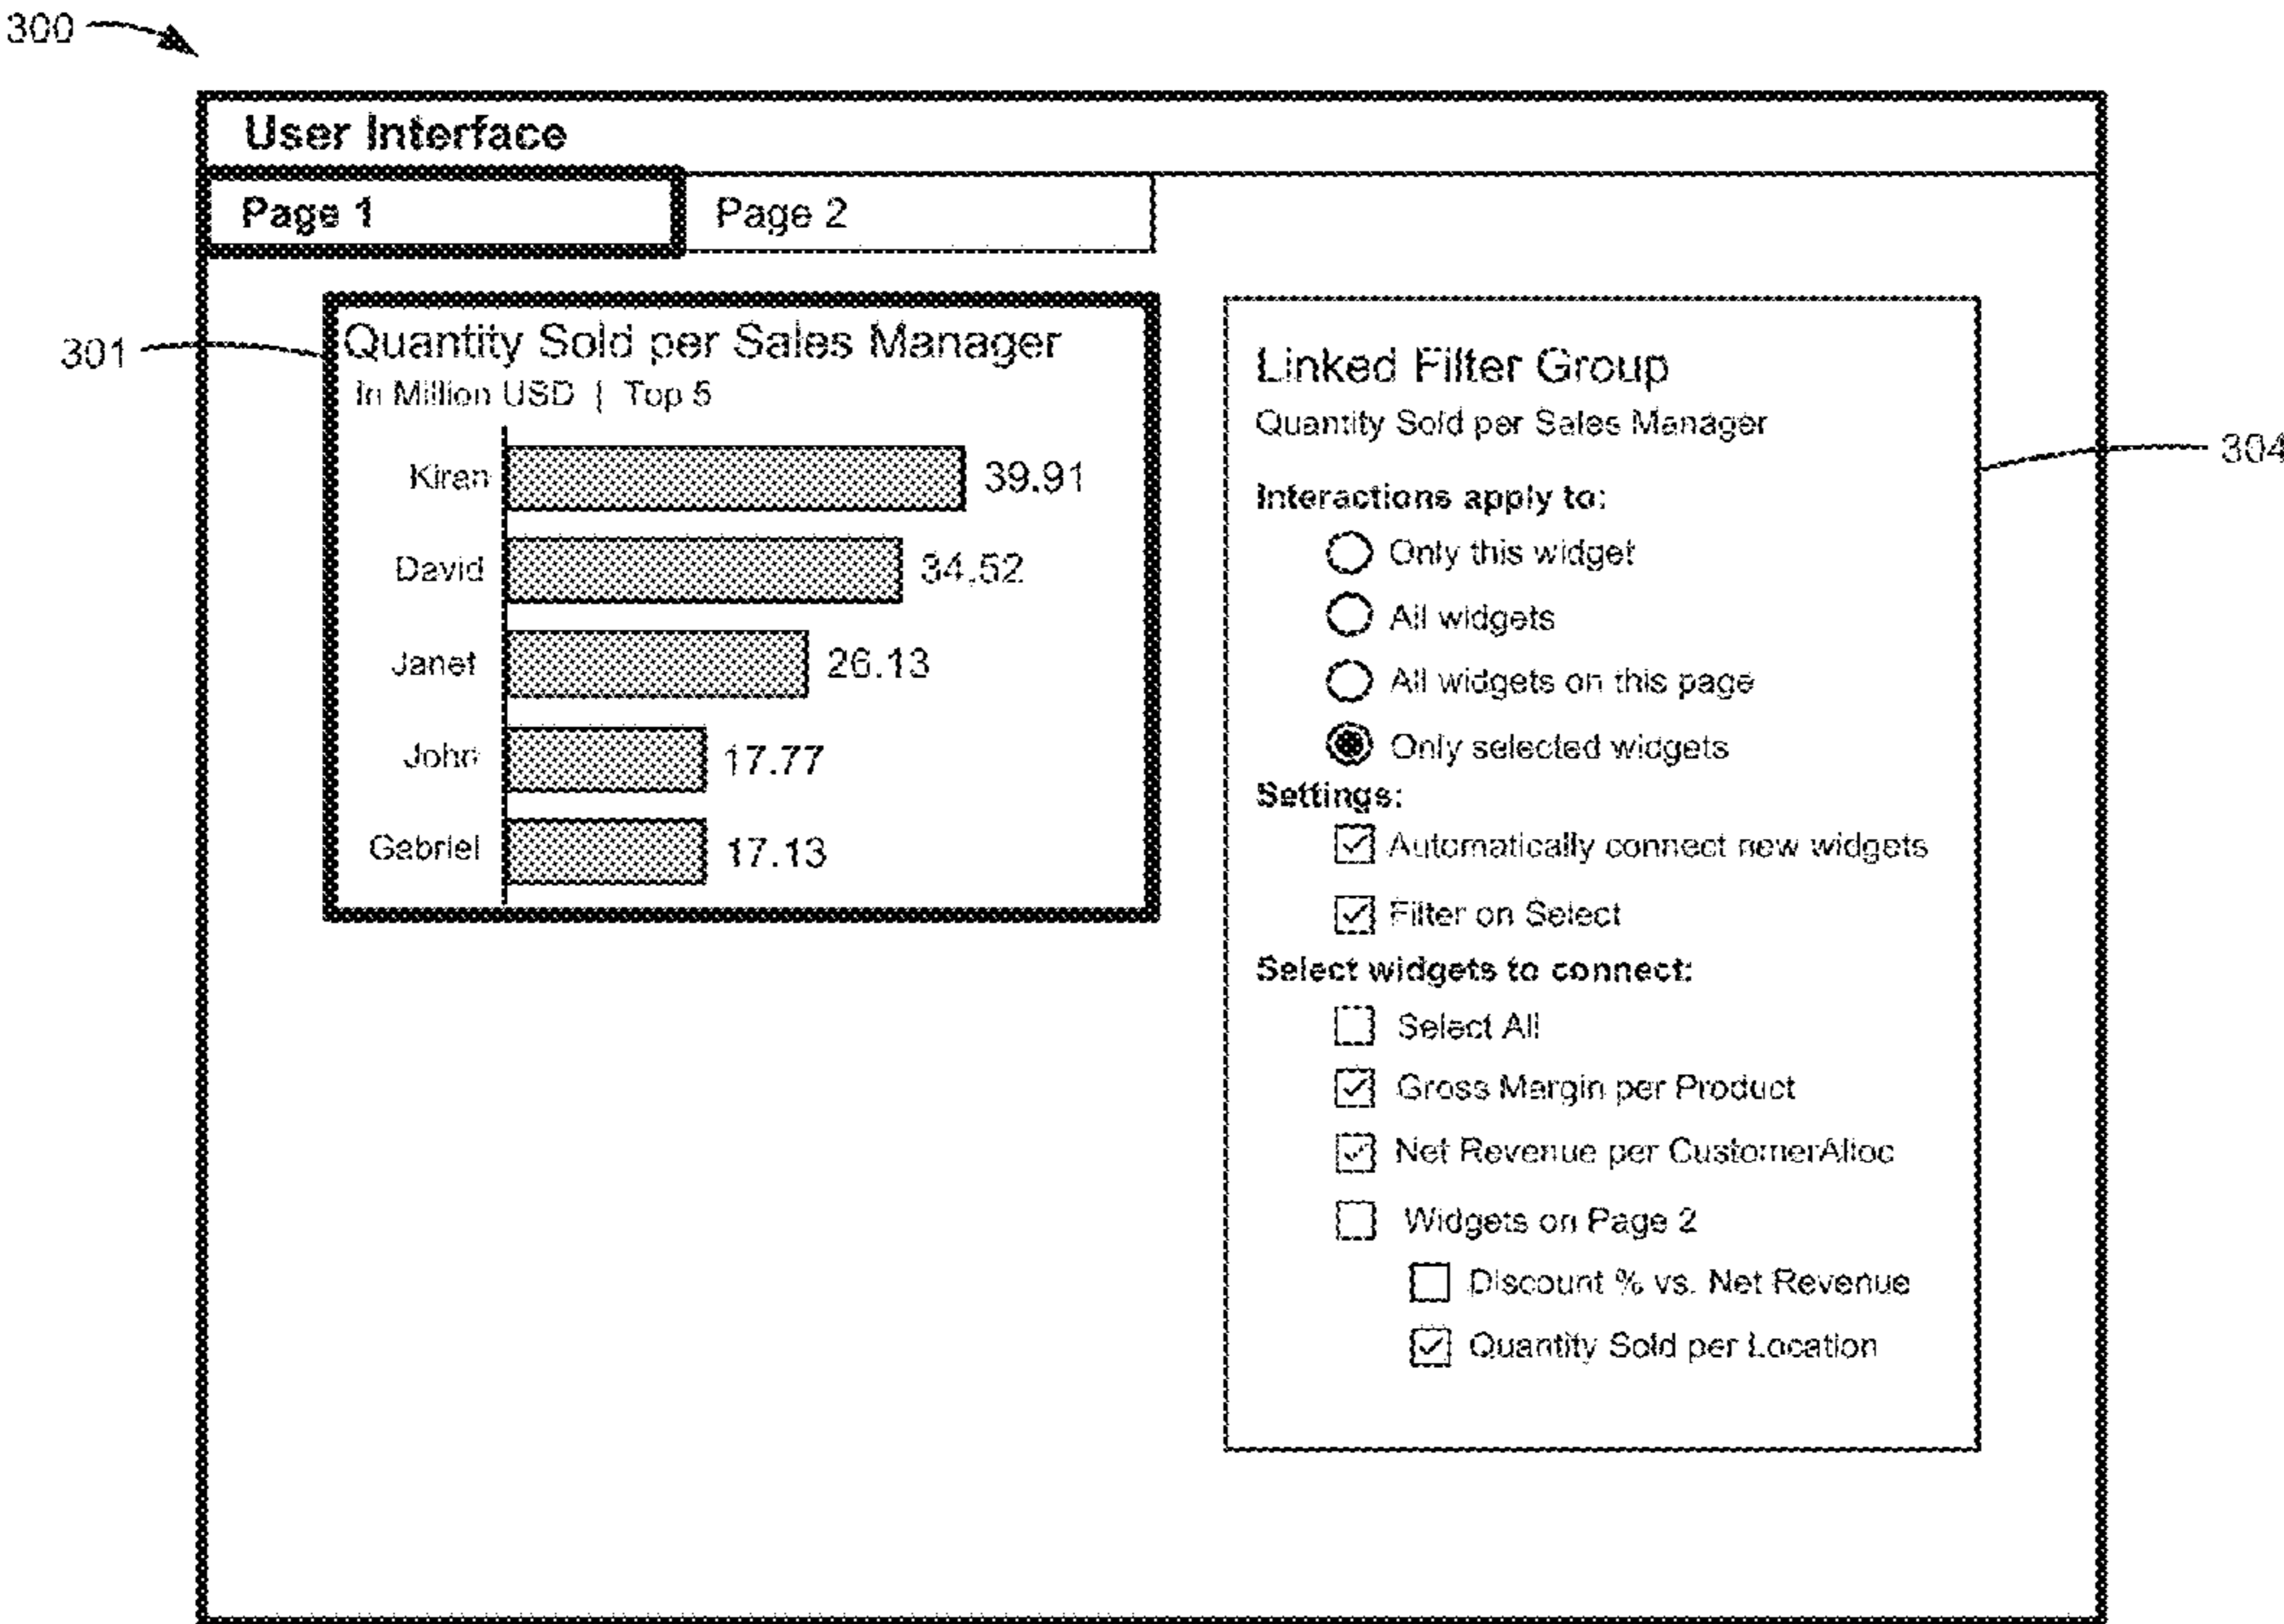 300
User Interface
Page 1
Page 2
301
Quantity Sold per Sales Manager
In Million USD | Top 5
Kiran 39.91
David 34.52
Janet 26.13
John 17.77
Gabriel 17.13
304
Linked Filter Group
Quantity Sold per Sales Manager
Interactions apply to:
Only this widget
All widgets
All widgets on this page
Only selected widgets
Settings:
Automatically connect new widgets
Filter on Select
Select widgets to connect:
Select All
Gross Margin per Product
Net Revenue per CustomerAlloc
Widgets on Page 2
Discount % vs. Net Revenue
Quantity Sold per Location